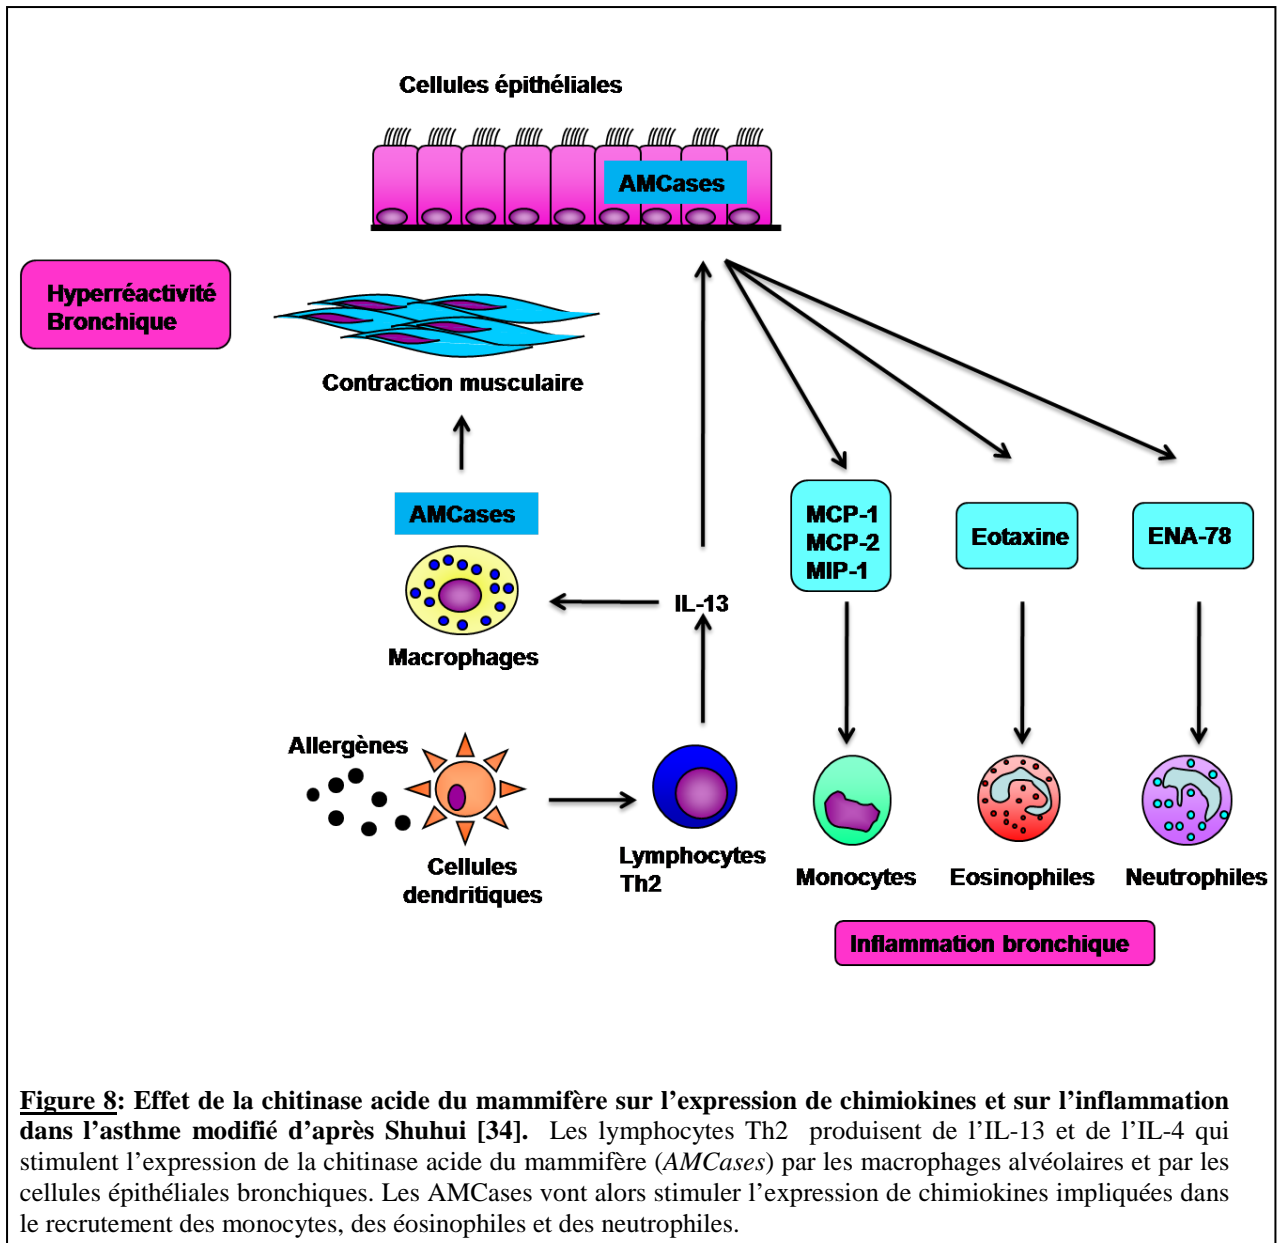 Cellules épithéliales
AMCases
Hyperréactivité
Bronchique
Contraction musculaire
AMCases
MCP-1
MCP-2
MIP-1
Eotaxine
ENA-78
IL-13
Macrophages
Allergènes
Cellules
dendritiques
Lymphocytes
Th2
Monocytes
Eosinophiles
Neutrophiles
Inflammation bronchique
Figure 8: Effet de la chitinase acide du mammifère sur l’expression de chimiokines et sur l’inflammation
dans l’asthme modifié d’après Shuhui [34]. Les lymphocytes Th2 produisent de l’IL-13 et de l’IL-4 qui
stimulent l’expression de la chitinase acide du mammifère (AMCases) par les macrophages alvéolaires et par les
cellules épithéliales bronchiques. Les AMCases vont alors stimuler l’expression de chimiokines impliquées dans
le recrutement des monocytes, des éosinophiles et des neutrophiles.